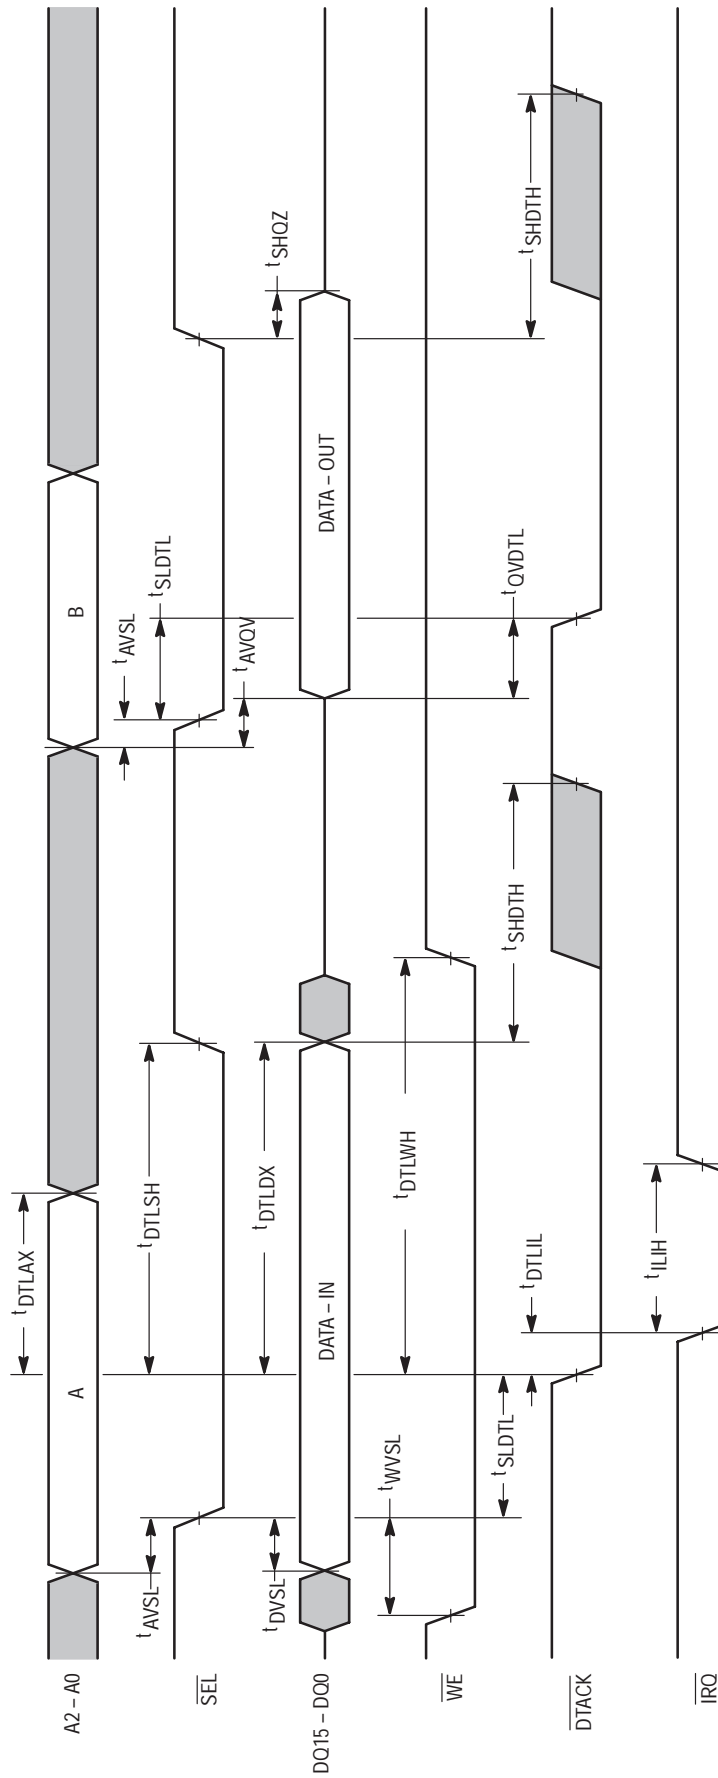 A2 – A0
A
B
tAVSL
tDTLAX
tAVSL
tSLDTL
SEL
tDTLSH
tAVQV
tSHQZ
DQ15 – DQ0
tDVSL
tDTLDX
DATA – IN
DATA – OUT
WE
tWVSL
tDTLWH
tSLDTL
tDTLIL
tSHDTH
tQVDTL
tSHDTH
DTACK
IRQ
tILIH